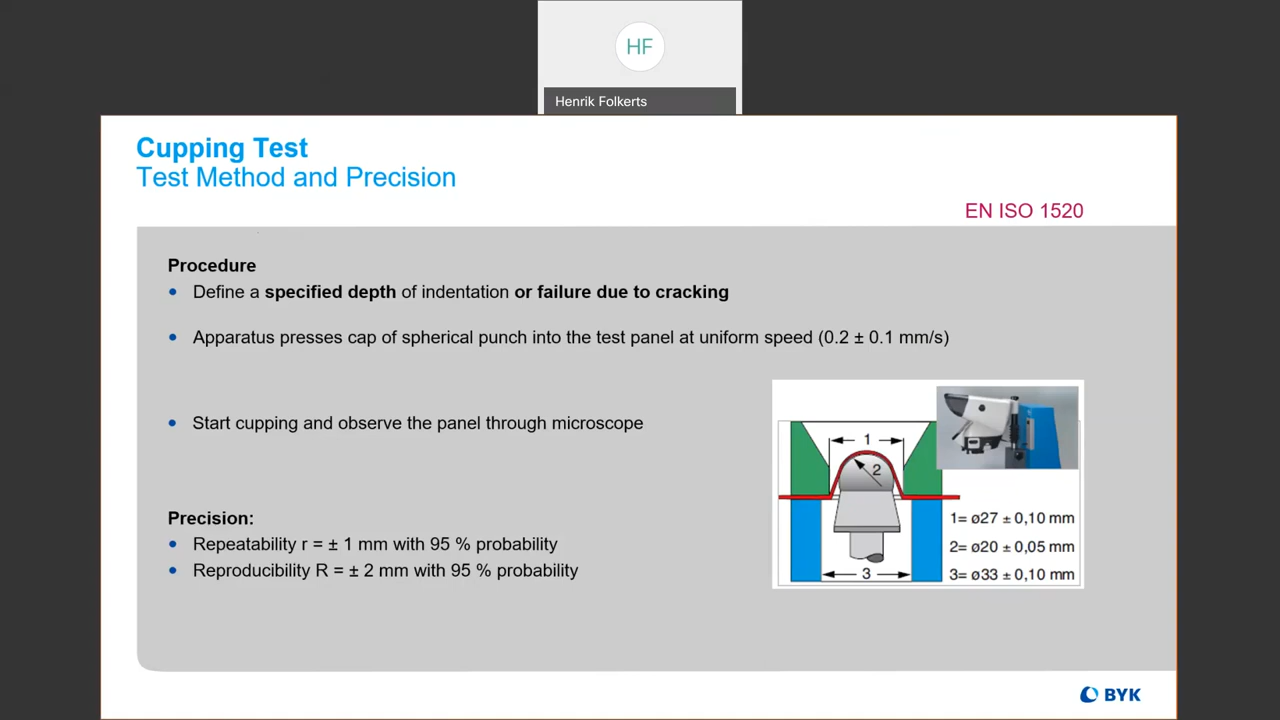 HF
Henrik Folkerts
Cupping Test
Test Method and Precision
EN ISO 1520
Procedure
• Define a specified depth of indentation or failure due to cracking
• Apparatus presses cap of spherical punch into the test panel at uniform speed (0.2 ± 0.1 mm/s)
• Start cupping and observe the panel through microscope
Precision:
• Repeatability r = ± 1 mm with 95 % probability
• Reproducibility R = ± 2 mm with 95 % probability
1
2
3
1= ø27 ± 0,10 mm
2= ø20 ± 0,05 mm
3= ø33 ± 0,10 mm
BYK